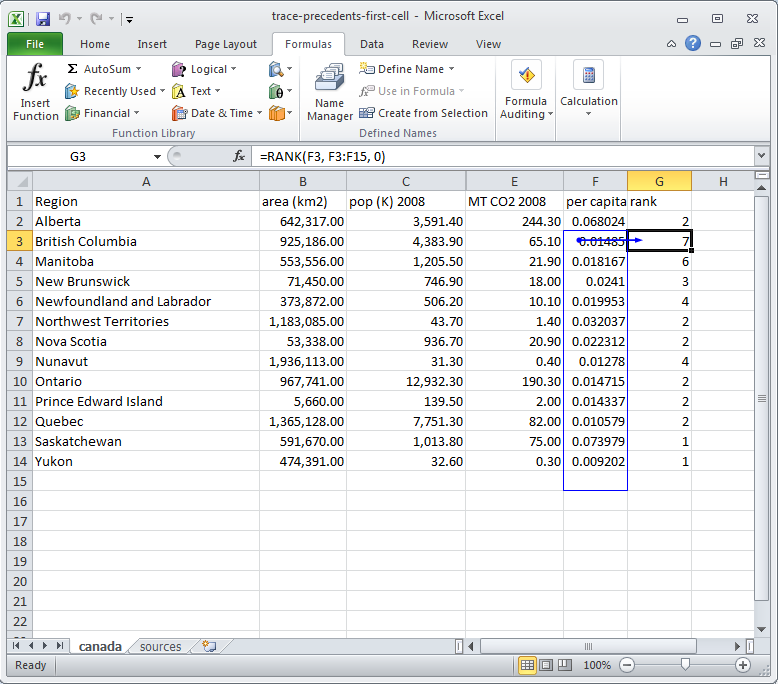 trace-precedents-first-cell - Microsoft Excel
File Home Insert Page Layout Formulas Data Review View
fx Insert Function
Σ AutoSum
Recently Used
Financial
Logical
Text
Date & Time
Function Library
Name Manager
Define Name
Use in Formula
Create from Selection
Defined Names
Formula Auditing
Calculation
G3 fx =RANK(F3, F3:F15, 0)
A B C D E F G H
1 Region area (km2) pop (K) 2008 MT CO2 2008 per capita rank
2 Alberta 642,317.00 3,591.40 244.30 0.068024 2
3 British Columbia 925,186.00 4,383.90 65.10 0.01485 7
4 Manitoba 553,556.00 1,205.50 21.90 0.018167 6
5 New Brunswick 71,450.00 746.90 18.00 0.0241 3
6 Newfoundland and Labrador 373,872.00 506.20 10.10 0.019953 4
7 Northwest Territories 1,183,085.00 43.70 1.40 0.032037 2
8 Nova Scotia 53,338.00 936.70 20.90 0.022312 2
9 Nunavut 1,936,113.00 31.30 0.40 0.01278 4
10 Ontario 967,741.00 12,932.30 190.30 0.014715 2
11 Prince Edward Island 5,660.00 139.50 2.00 0.014337 2
12 Quebec 1,365,128.00 7,751.30 82.00 0.010579 2
13 Saskatchewan 591,670.00 1,013.80 75.00 0.073979 1
14 Yukon 474,391.00 32.60 0.30 0.009202 1
15
16
17
18
19
20
21
22
canada sources
Ready 100%